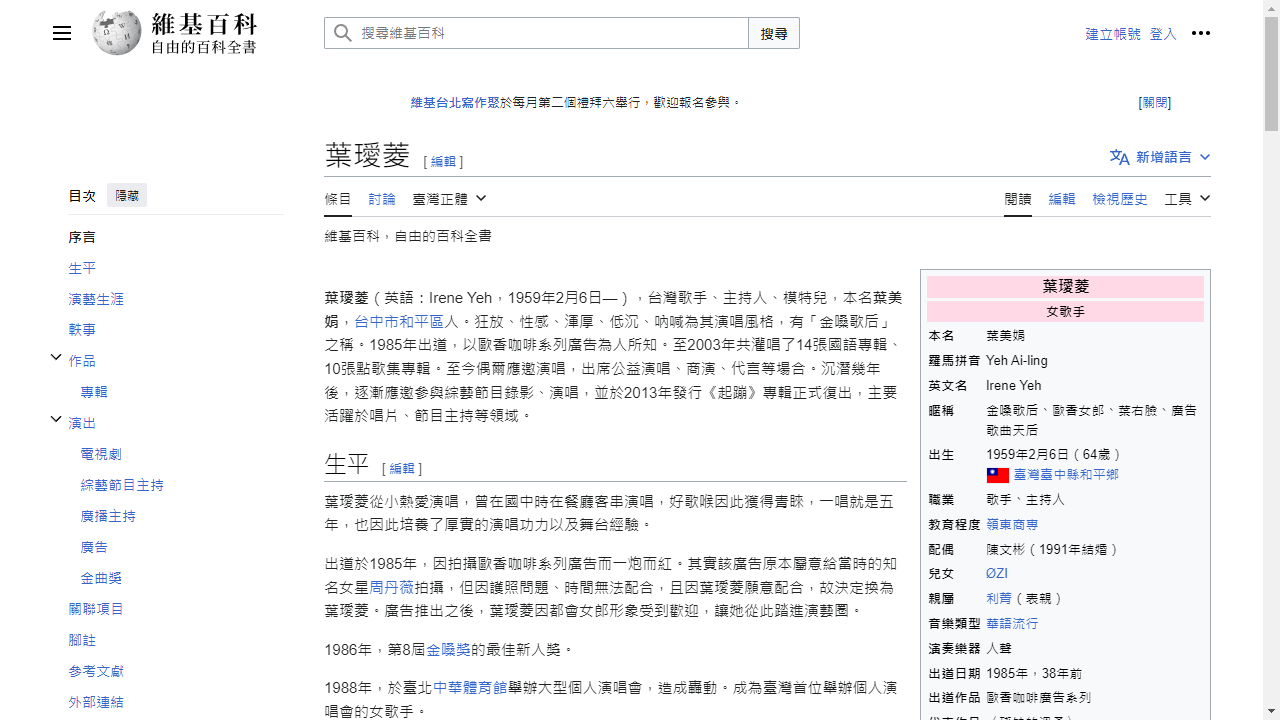 維基百科
自由的百科全書
搜尋維基百科
搜尋
建立帳號
登入
維基台北寫作聚於每月第二個禮拜六舉行，歡迎報名參與。
[關閉]
葉璦菱 [編輯]
新增語言
目次
隱藏
序言
生平
演藝生涯
軼事
作品
專輯
演出
電視劇
綜藝節目主持
廣播主持
廣告
金曲獎
關聯項目
腳註
參考文獻
外部連結
條目
討論
臺灣正體
閱讀
編輯
檢視歷史
工具
維基百科，自由的百科全書
葉璦菱（英語：Irene Yeh，1959年2月6日—），台灣歌手、主持人、模特兒，本名葉美
娟，台中市和平區人。狂放、性感、渾厚、低沉、吶喊為其演唱風格，有「金嗓歌后」
之稱。1985年出道，以歐香咖啡系列廣告為人所知。至2003年共灌唱了14張國語專輯、
10張點歌集專輯。至今偶爾應邀演唱，出席公益演唱、商演、代言等場合。沉潛幾年
後，逐漸應邀參與綜藝節目錄影、演唱，並於2013年發行《起蹦》專輯正式復出，主要
活躍於唱片、節目主持等領域。
生平 [編輯]
葉璦菱從小熱愛演唱，曾在國中時在餐廳客串演唱，好歌喉因此獲得青睞，一唱就是五
年，也因此培養了厚實的演唱功力以及舞台經驗。
出道於1985年，因拍攝歐香咖啡系列廣告而一炮而紅。其實該廣告原本屬意給當時的知
名女星周丹薇拍攝，但因護照問題、時間無法配合，且因葉璦菱願意配合，故決定換為
葉璦菱。廣告推出之後，葉璦菱因都會女郎形象受到歡迎，讓她從此踏進演藝圈。
1986年，第8屆金嗓獎的最佳新人獎。
1988年，於臺北中華體育館舉辦大型個人演唱會，造成轟動。成為臺灣首位舉辦個人演
唱會的女歌手。
葉璦菱
女歌手
本名 葉美娟
羅馬拼音 Yeh Ai-ling
英文名 Irene Yeh
暱稱 金嗓歌后、歐香女郎、葉右臉、廣告
歌曲天后
出生 1959年2月6日（64歲）
臺灣臺中縣和平鄉
職業 歌手、主持人
教育程度 嶺東商專
配偶 陳文彬（1991年結婚）
兒女 ØZI
親屬 利菁（表親）
音樂類型 華語流行
演奏樂器 人聲
出道日期 1985年，38年前
出道作品 歐香咖啡廣告系列